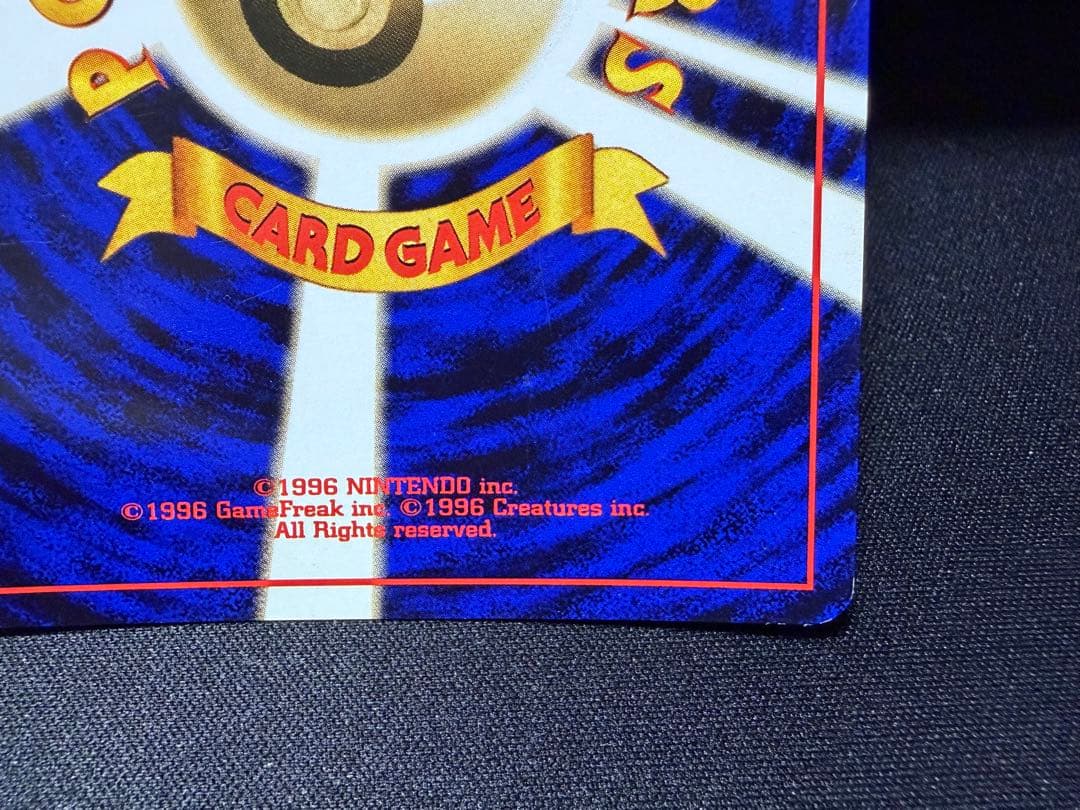 CARD GAME
©1996 NINTENDO inc.
©1996 GameFreak inc. ©1996 Creatures inc.
All Rights reserved.